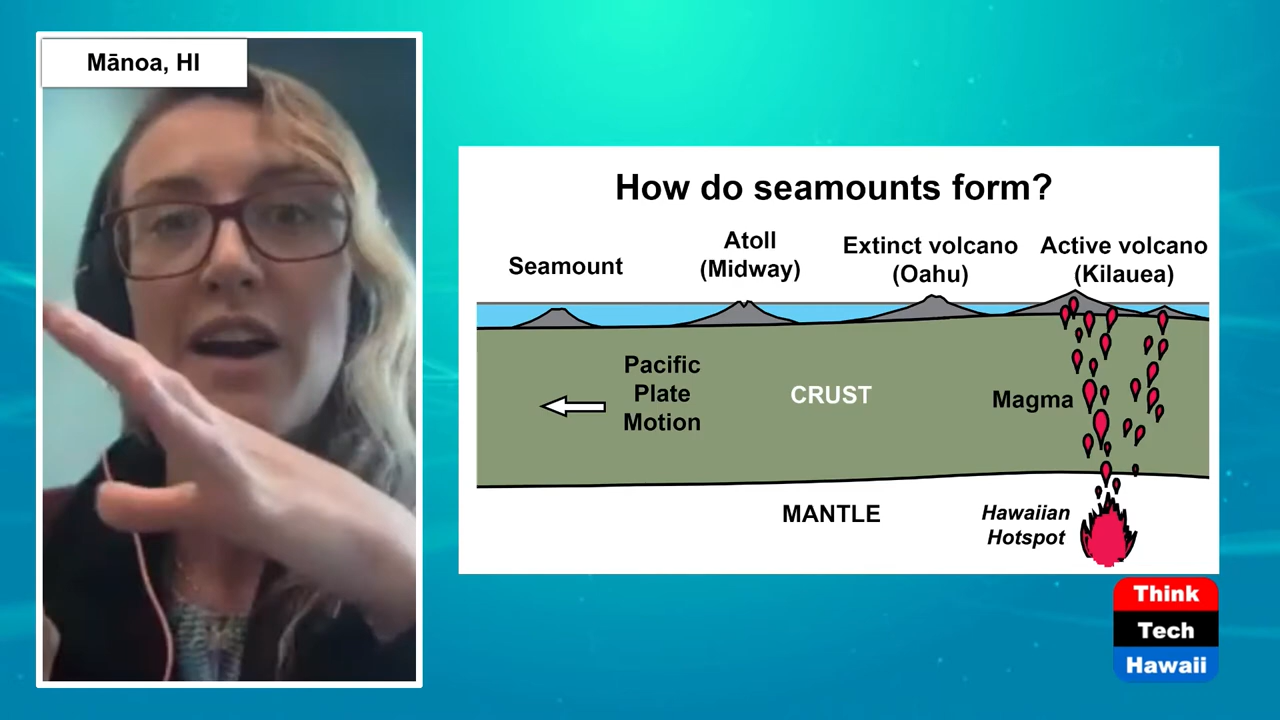 Mānoa, HI
How do seamounts form?
Seamount
Atoll
(Midway)
Extinct volcano
(Oahu)
Active volcano
(Kilauea)
Pacific
Plate
Motion
CRUST
Magma
MANTLE
Hawaiian
Hotspot
Think
Tech
Hawaii